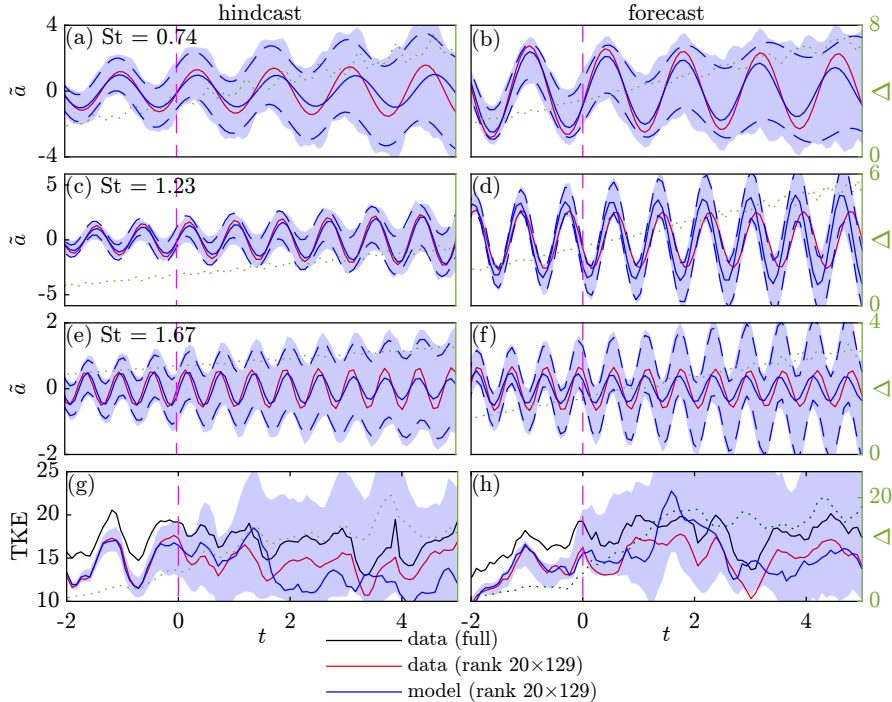 hindcast forecast
(a) St = 0.74
(b)
4
0
-4
ã
8
4
0
Δ
(c) St = 1.23
(d)
5
0
-5
ã
6
4
0
Δ
(e) St = 1.67
(f)
2
0
-2
ã
4
2
0
Δ
(g)
(h)
25
20
15
10
TKE
20
0
Δ
-2 0 2 4 -2 0 2 4
t t
data (full)
data (rank 20×129)
model (rank 20×129)